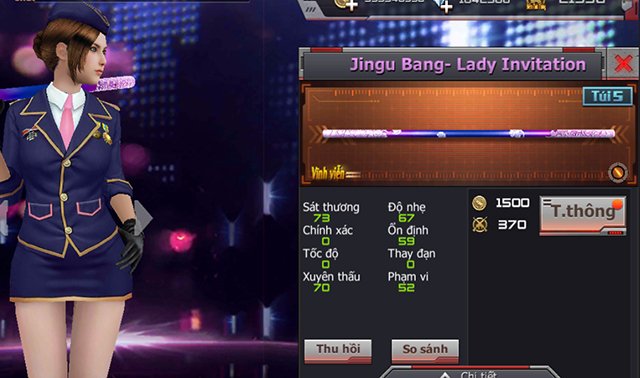 Jingu Bang- Lady Invitation
Túi 5
Vĩnh viễn
Sát thương
73
Độ nhẹ
67
Chính xác
0
Ổn định
59
Tốc độ
0
Thay đạn
0
Xuyên thấu
70
Phạm vi
52
1500
370
T.thông
Thu hồi
So sánh
Chi tiết